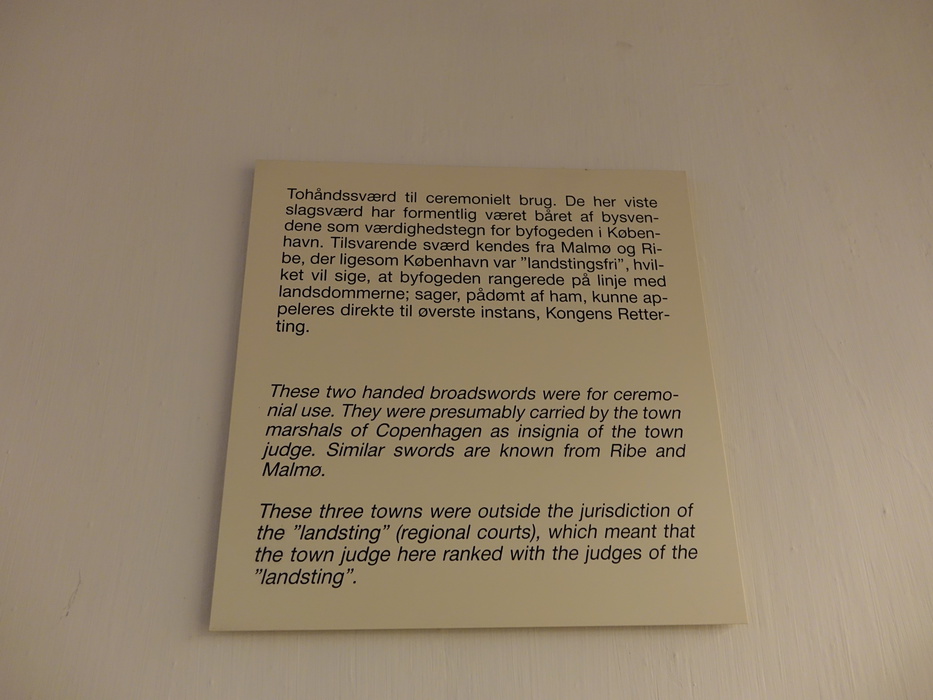 Tohåndssværd til ceremonielt brug. De her viste
slagsværd har formentlig været båret af bysven-
dene som værdighedstegn for byfogeden i Køben-
havn. Tilsvarende sværd kendes fra Malmø og Ri-
be, der ligesom København var ”landstingsfri”, hvil-
ket vil sige, at byfogeden rangerede på linje med
landsdommerne; sager, pådømt af ham, kunne ap-
peleres direkte til øverste instans, Kongens Retter-
ting.
These two handed broadswords were for ceremo-
nial use. They were presumably carried by the town
marshals of Copenhagen as insignia of the town
judge. Similar swords are known from Ribe and
Malmø.
These three towns were outside the jurisdiction of
the ”landsting” (regional courts), which meant that
the town judge here ranked with the judges of the
”landsting”.